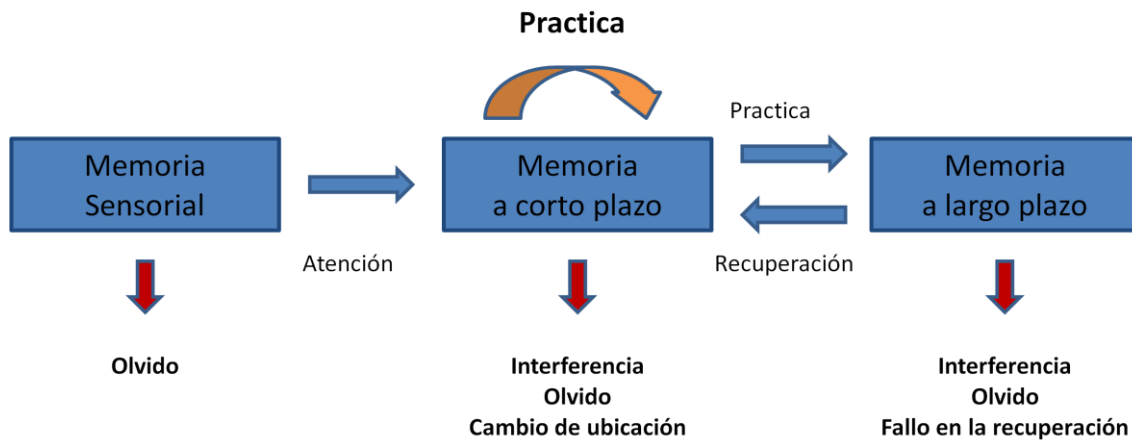 Practica
Practica
Memoria
Sensorial
Memoria
a corto plazo
Memoria
a largo plazo
Atención
Recuperación
Olvido
Interferencia
Olvido
Cambio de ubicación
Interferencia
Olvido
Fallo en la recuperación